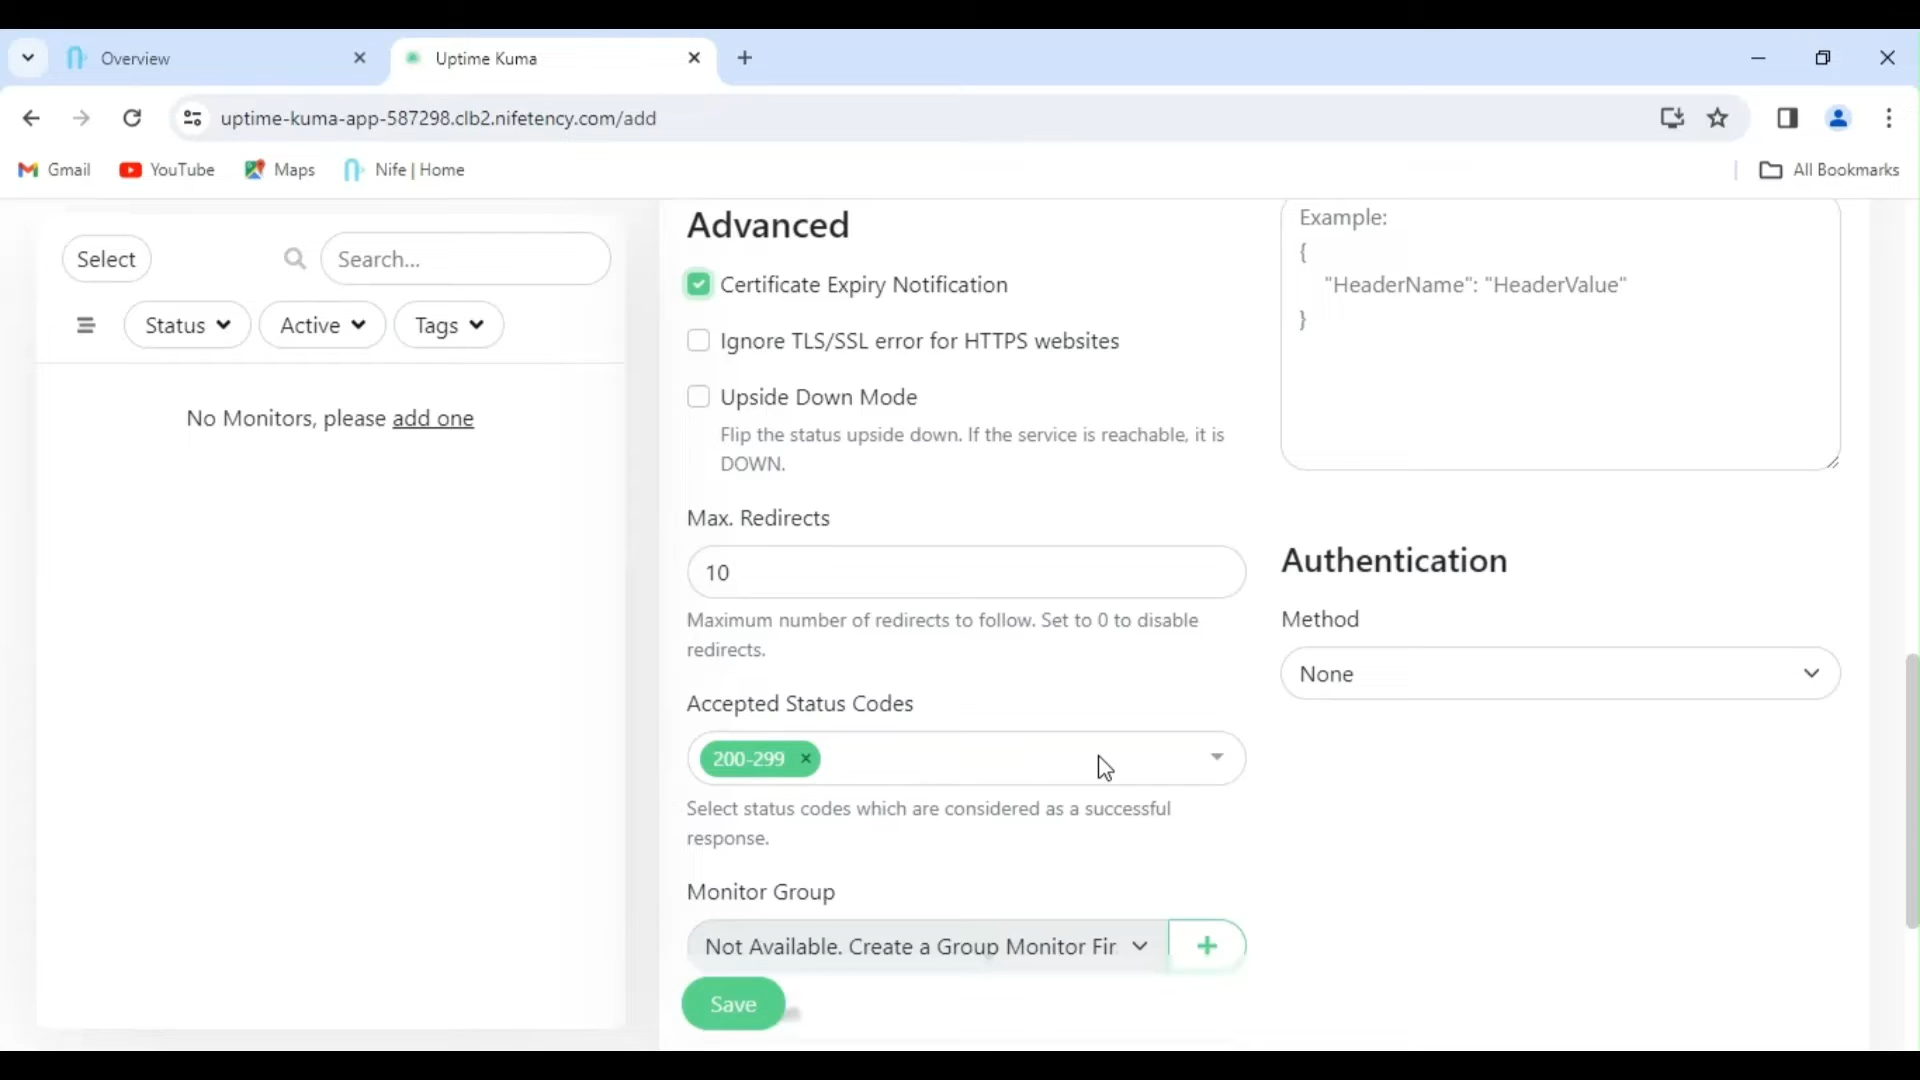 Overview
Uptime Kuma
uptime-kuma-app-587298.clb2.nifetency.com/add
Gmail
YouTube
Maps
Nife | Home
All Bookmarks
Select
Search...
Status
Active
Tags
No Monitors, please add one
Advanced
Certificate Expiry Notification
Ignore TLS/SSL error for HTTPS websites
Upside Down Mode
Flip the status upside down. If the service is reachable, it is
DOWN.
Max. Redirects
10
Maximum number of redirects to follow. Set to 0 to disable
redirects.
Accepted Status Codes
200-299 ×
Select status codes which are considered as a successful
response.
Monitor Group
Not Available. Create a Group Monitor Fir
Save
Example:
{
"HeaderName": "HeaderValue"
}
Authentication
Method
None